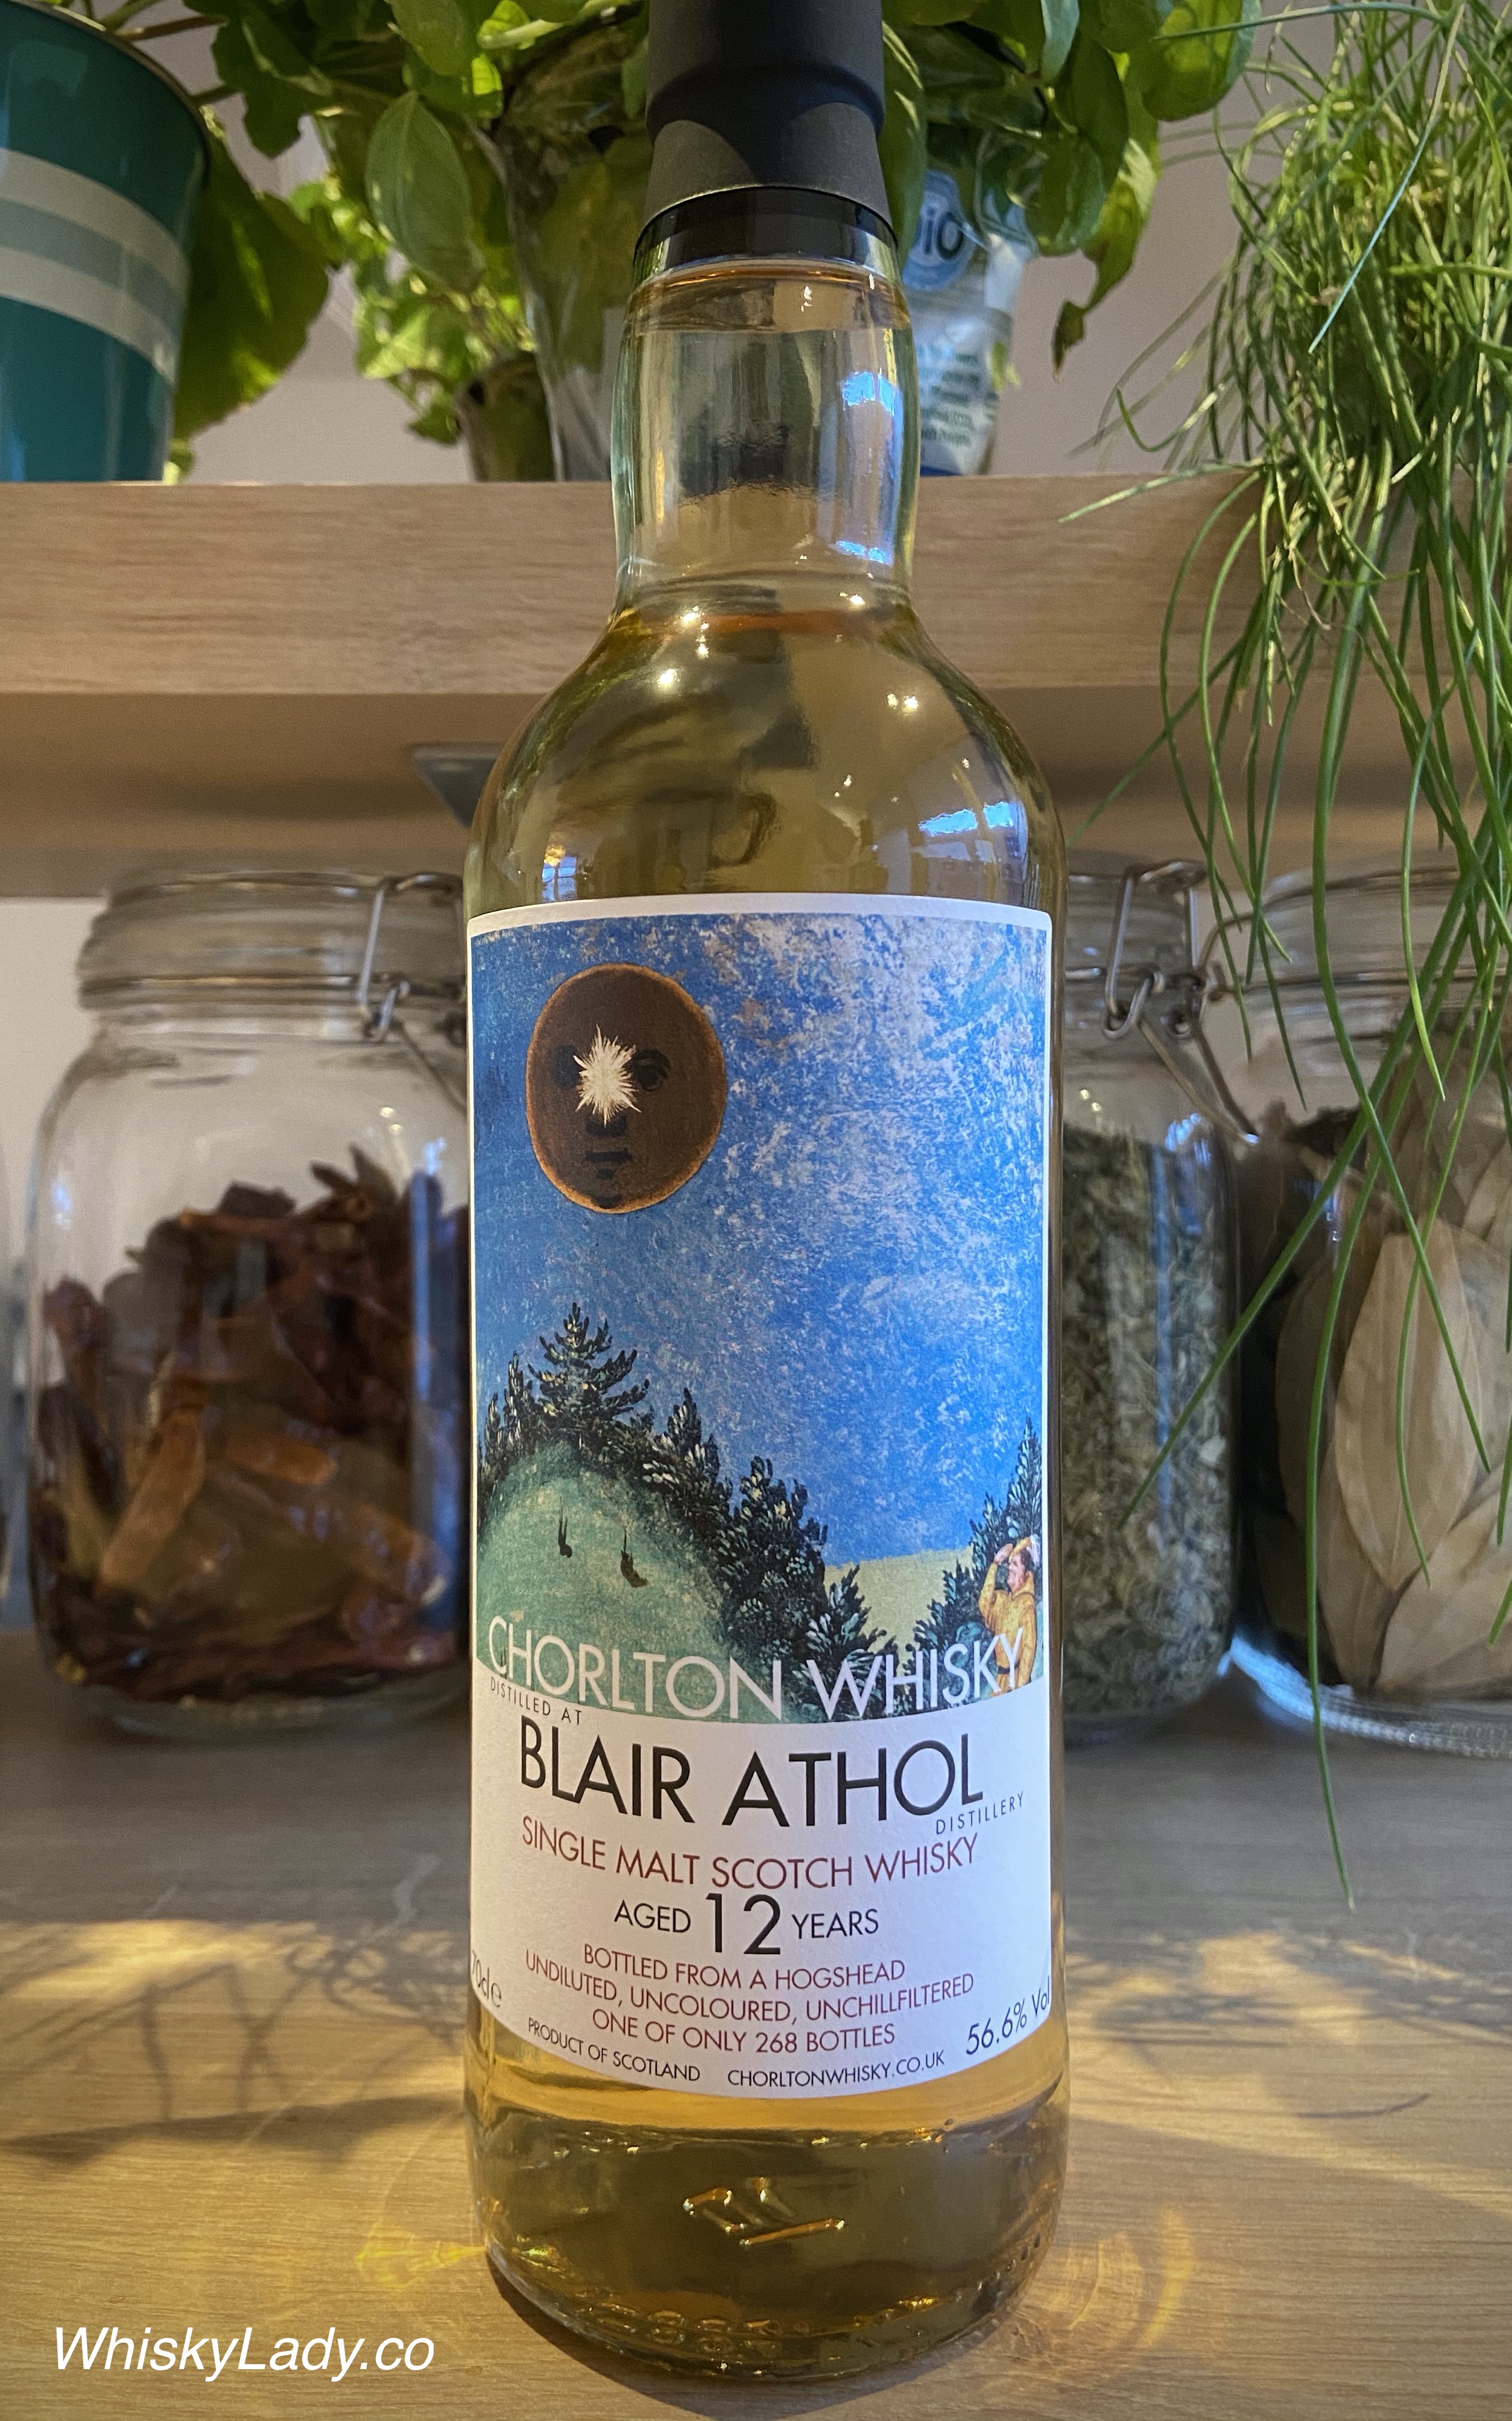 CHORLTON WHISKY
DISTILLED AT
BLAIR ATHOL
DISTILLERY
SINGLE MALT SCOTCH WHISKY
AGED 12 YEARS
BOTTLED FROM A HOGSHEAD
UNDILUTED, UNCOLOURED, UNCHILLFILTERED
ONE OF ONLY 268 BOTTLES
70cl e
56.6% Vol
PRODUCT OF SCOTLAND CHORLTONWHISKY.CO.UK
WhiskyLady.co